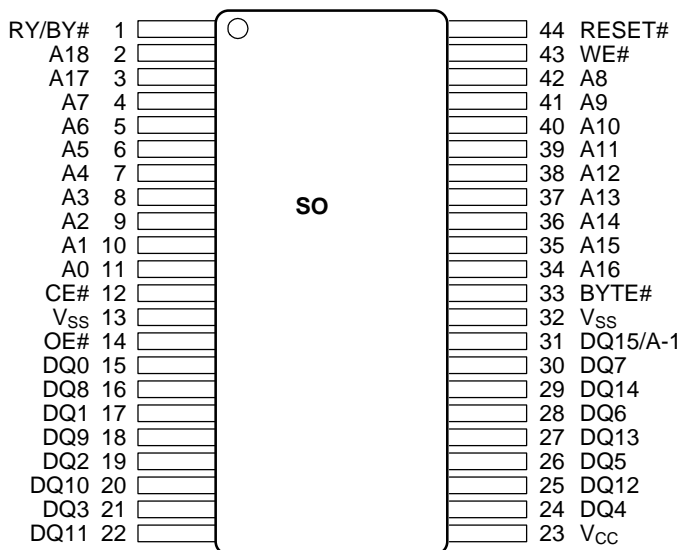 RY/BY# 1 44 RESET#
A18 2 43 WE#
A17 3 42 A8
A7 4 41 A9
A6 5 40 A10
A5 6 39 A11
A4 7 38 A12
A3 8 37 A13
SO
A2 9 36 A14
A1 10 35 A15
A0 11 34 A16
CE# 12 33 BYTE#
VSS 13 32 VSS
OE# 14 31 DQ15/A-1
DQ0 15 30 DQ7
DQ8 16 29 DQ14
DQ1 17 28 DQ6
DQ9 18 27 DQ13
DQ2 19 26 DQ5
DQ10 20 25 DQ12
DQ3 21 24 DQ4
DQ11 22 23 VCC